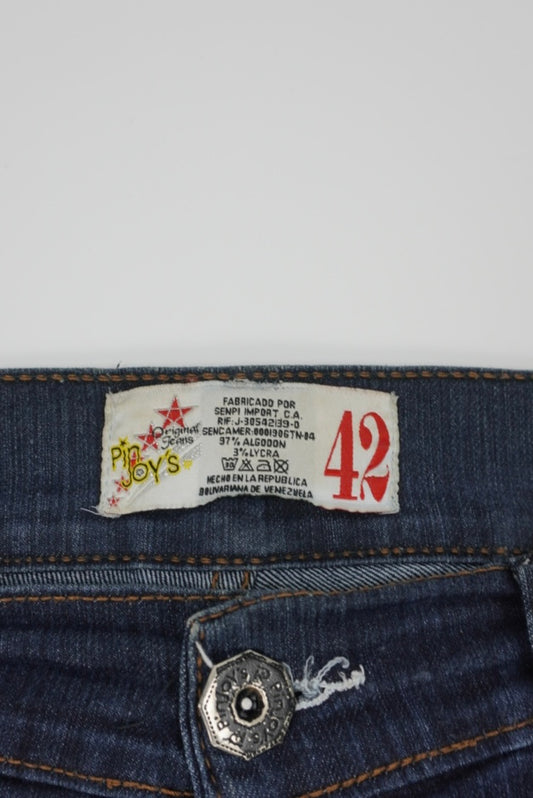 Original
Jeans
Pin
JOY'S
FABRICADO POR
SENPI IMPORT C.A.
RIF: J-30542139-0
SENCAMER:0001906TN-04
97% ALGODON
3% LYCRA
HECHO EN LA REPUBLICA
BOLIVARIANA DE VENEZUELA
42